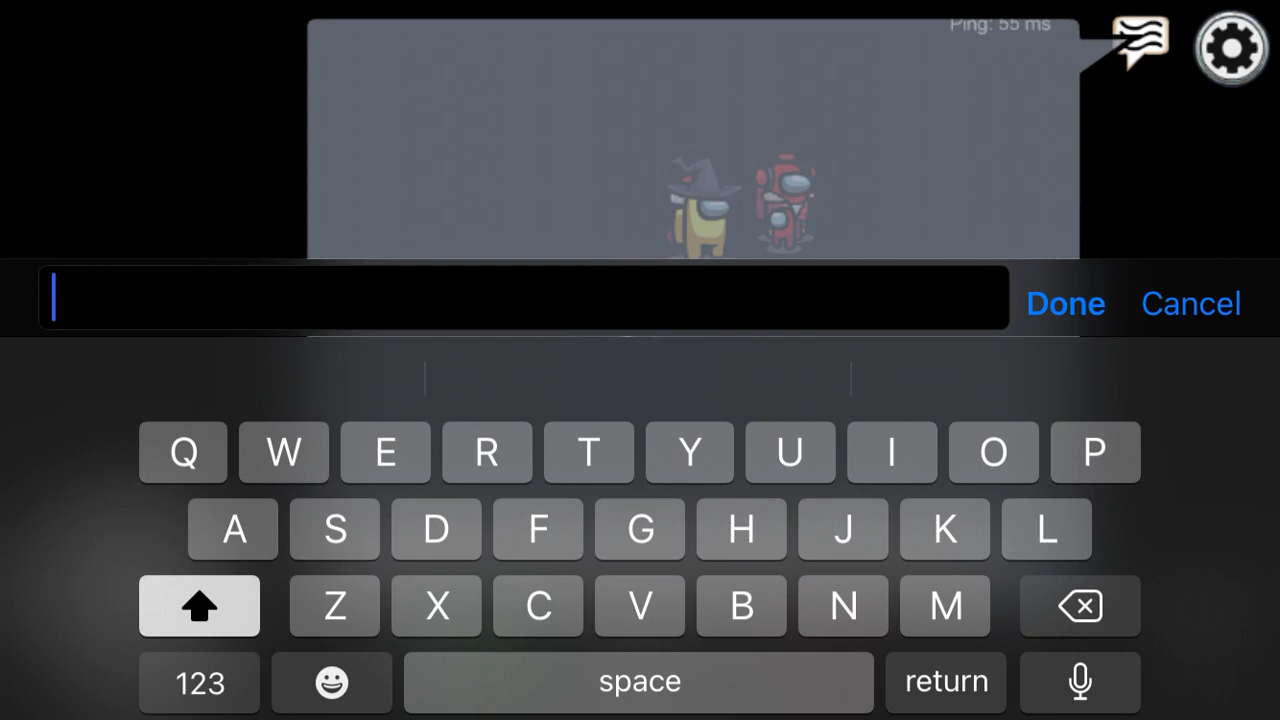 Ping: 55 ms
Done Cancel
Q W E R T Y U I O P
A S D F G H J K L
Z X C V B N M
123 space return